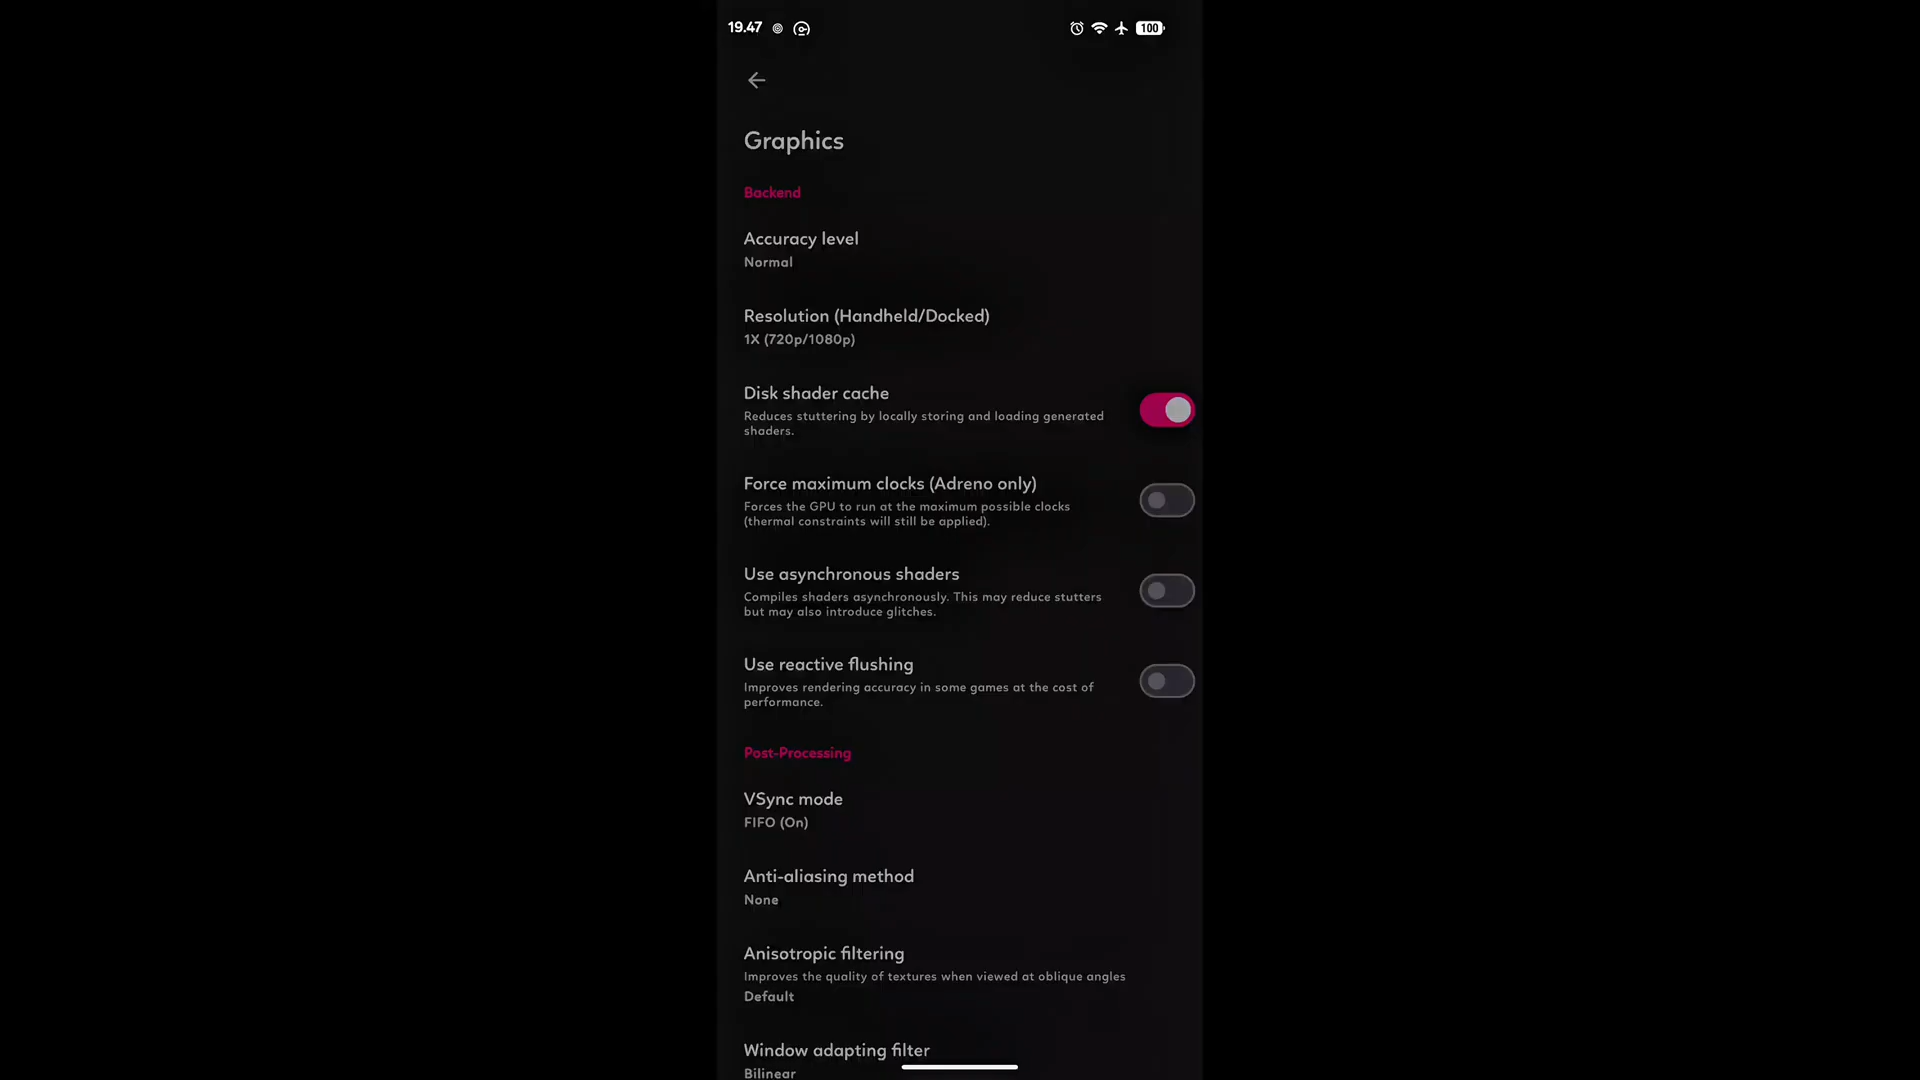 19.47
100
Graphics
Backend
Accuracy level
Normal
Resolution (Handheld/Docked)
1X (720p/1080p)
Disk shader cache
Reduces stuttering by locally storing and loading generated
shaders.
Force maximum clocks (Adreno only)
Forces the GPU to run at the maximum possible clocks
(thermal constraints will still be applied).
Use asynchronous shaders
Compiles shaders asynchronously. This may reduce stutters
but may also introduce glitches.
Use reactive flushing
Improves rendering accuracy in some games at the cost of
performance.
Post-Processing
VSync mode
FIFO (On)
Anti-aliasing method
None
Anisotropic filtering
Improves the quality of textures when viewed at oblique angles
Default
Window adapting filter
Bilinear